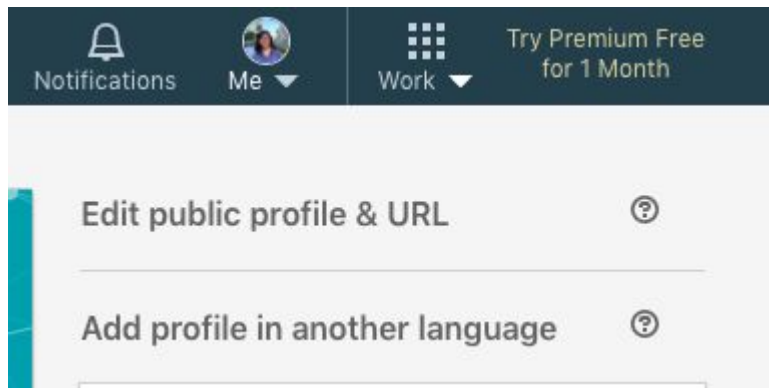 Notifications
Me
Work
Try Premium Free
for 1 Month
Edit public profile & URL
Add profile in another language